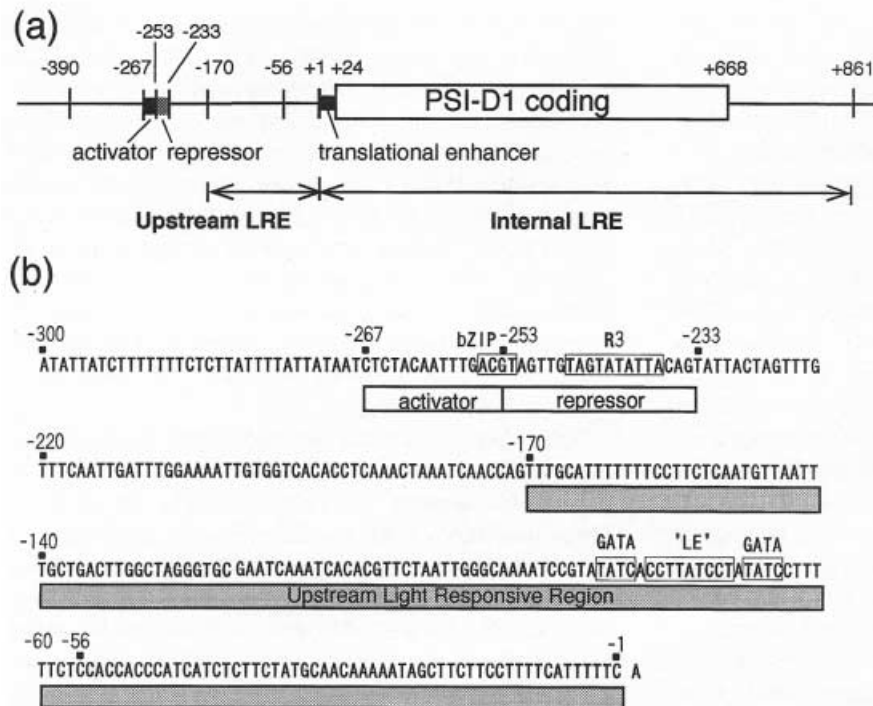 (a)
-253 -233
-390 -267 -170 -56 +1 +24 +668 +861
PSI-D1 coding
activator repressor translational enhancer
Upstream LRE Internal LRE
(b)
-300 -267 bZIP -253 R3 -233
ATATTATCTTTTTTTCTCTTATTTTATTATAATCTCTACAATTTGACGTAGTTGTAGTATATTACAGTATTACTAGTTTG
activator repressor
-220 -170
TTTCAATTGATTTGGAAAATTGTGGTCACACCTCAAACTAAATCAACCAGTTTGCATTTTTTTCCTTCTCAATGTTAATT
-140 GATA 'LE' GATA
TGCTGACTTGGCTAGGGTGC GAATCAAATCACACGTTCTAATTGGGCAAAATCCGTATATCACCTTATCCTATATCCTTT
Upstream Light Responsive Region
-60 -56 -1
TTCTCCACCACCCATCATCTCTTCTATGCAACAAAAATAGCTTCTTCCTTTTCATTTTTC A